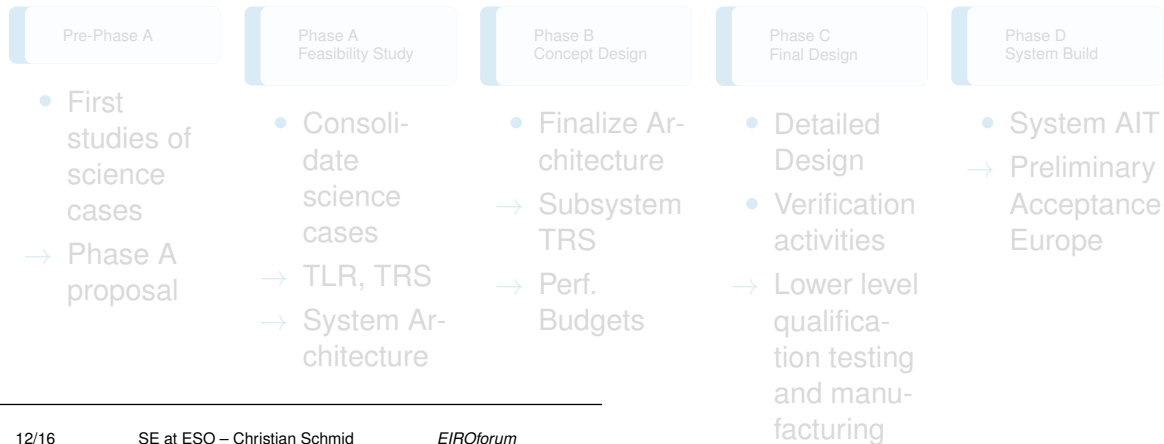 Pre-Phase A
• First
studies of
science
cases
→ Phase A
proposal
Phase A
Feasibility Study
• Consoli-
date
science
cases
→ TLR, TRS
→ System Ar-
chitecture
Phase B
Concept Design
• Finalize Ar-
chitecture
→ Subsystem
TRS
→ Perf.
Budgets
Phase C
Final Design
• Detailed
Design
• Verification
activities
→ Lower level
qualifica-
tion testing
and manu-
facturing
Phase D
System Build
• System AIT
→ Preliminary
Acceptance
Europe
12/16 SE at ESO – Christian Schmid EIROforum